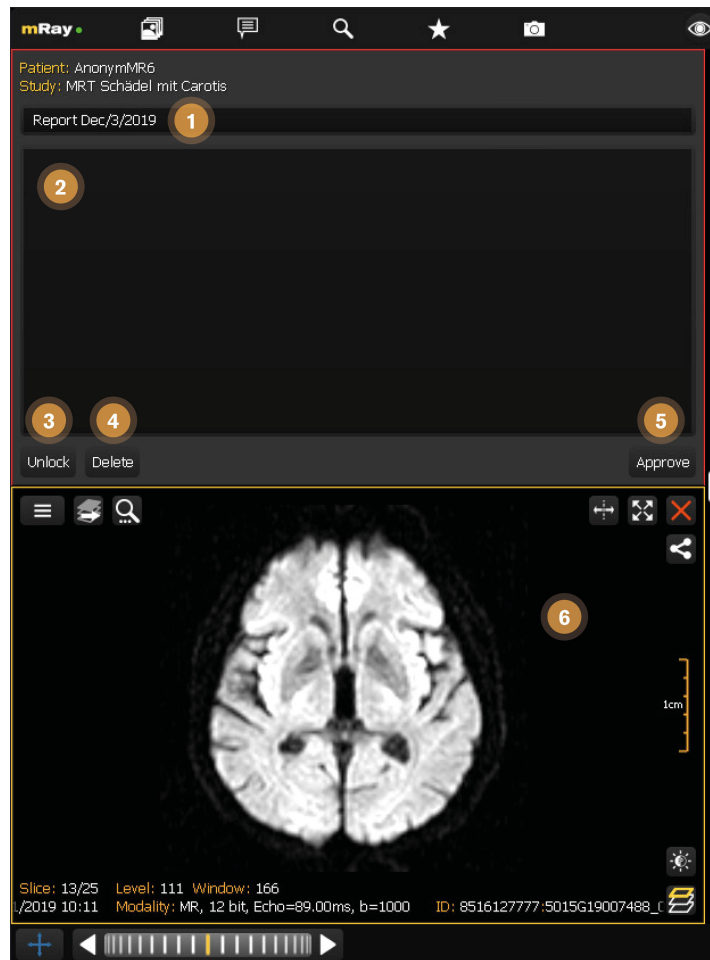 mRay
Patient: AnonymMR6
Study: MRT Schädel mit Carotis
Report Dec/3/2019
1
2
3
4
5
Unlock
Delete
Approve
6
1cm
Slice: 13/25 Level: 111 Window: 166
/2019 10:11 Modality: MR, 12 bit, Echo=89.00ms, b=1000 ID: 8516127777:5015G19007488_